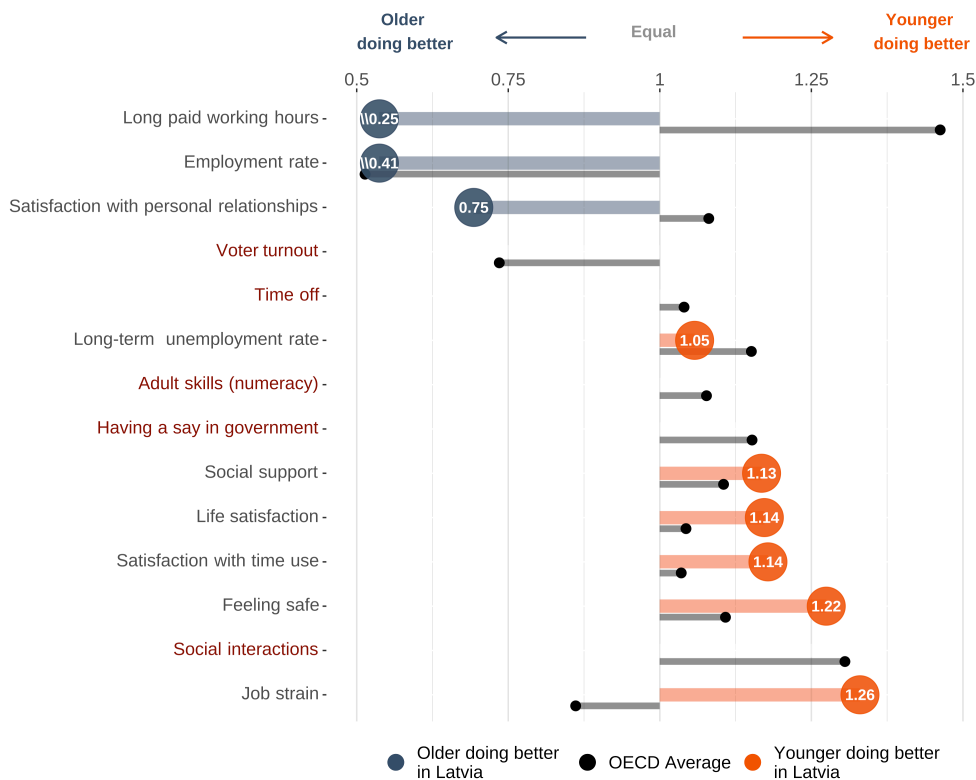 Older
doing better
Equal
Younger
doing better
0.5
0.75
1
1.25
1.5
Long paid working hours
\\0.25
Employment rate
\\0.41
Satisfaction with personal relationships
0.75
Voter turnout
Time off
Long-term  unemployment rate
1.05
Adult skills (numeracy)
Having a say in government
Social support
1.13
Life satisfaction
1.14
Satisfaction with time use
1.14
Feeling safe
1.22
Social interactions
Job strain
1.26
Older doing better
in Latvia
OECD Average
Younger doing better
in Latvia